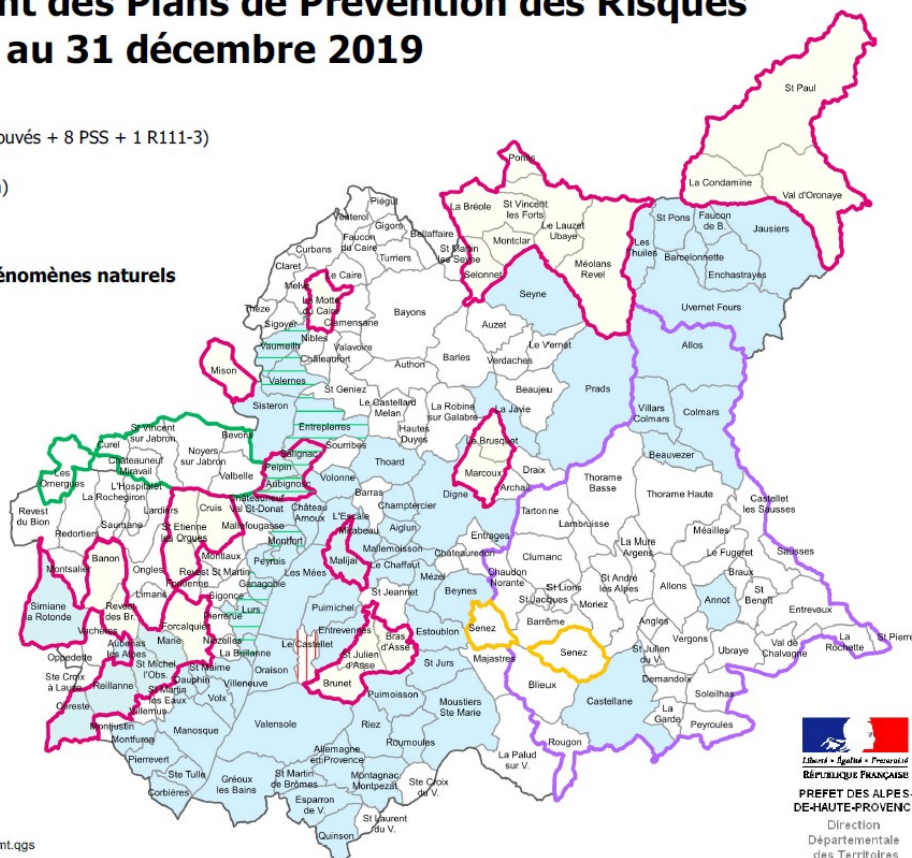 nt des Plans de Prévention des Risques
au 31 décembre 2019
ouvés + 8 PSS + 1 R111-3)
)
énomènes naturels
St Paul
La Condamine
Val d'Oronaye
Pontis
La Bréole
St Vincent
les Forts
Le Lauzet
Ubaye
Montclar
Méolans
Revel
St Martin
les Seyne
Selonnet
Seyne
St Pons
Faucon
de B.
Jausiers
Les
huiles
Barcelonnette
Enchastrayes
Uvernet Fours
Piégut
Venterol
Gigors
Bellaffaire
Faucon
du Caire
Curbans
Turriers
Claret
Le Caire
Melve
La Motte
du Caire
Bayons
Thèze
Clamensane
Sigoyer
Nibles
Vaumeilh
Valavoire
Châteaufort
Auzet
Le Vernet
Barles
Verdaches
Authon
Mison
Valernes
St Geniez
Beaujeu
Prads
Allos
Villars
Colmars
Colmars
Beauvezer
Sisteron
Le Castellard
Melan
La Robine
sur Galabre
La Javie
Entrepierres
Hautes
Duyes
Sourribes
Le Brusquet
St Vincent
sur Jabron
Bevons
Curel
Noyers
sur Jabron
Salignac
Peipin
Aubignosc
Thoard
Marcoux
Draix
Archail
Les
Omergues
Châteauneuf
Miravail
Valbelle
Volonne
L'Hospitalet
La Rochegiron
Barras
Digne
Thorame
Basse
Thorame Haute
Castellet
les Sausses
Revest
du Bion
Lardiers
Cruis
Châteauneuf
Val St-Donat
Château
Arnoux
Champtercier
Tartonne
Saumane
St Etienne
les Orgues
Mallefougasse
L'Escale
Mirabeau
Aiglun
Lambruisse
Redortiers
Montfort
Entrages
Méailles
La Mure
Argens
Banon
Montlaux
Peyruis
Malijai
Mallemoisson
Chateauredon
Clumanc
Le Fugeret
Sausses
Montsalier
Ongles
Revest St Martin
Les Mées
Le Chaffaut
Chaudon
Norante
Braux
Fontienne
Ganagobie
Mézel
St André
les Alpes
Allons
St
Benoît
Simiane
la Rotonde
Limans
Sigonce
St Jeannet
Beynes
St Lions
St Jacques
Moriez
Annot
Revest
des Br.
Lurs
Puimichel
Entrevaux
Pierrerue
Barrême
Angles
Vachères
Forcalquier
Entrevennes
Bras
d'Asse
Estoublon
Senez
Vergons
La
Rochette
St Pierre
Aubenas
les Alpes
Mane
Niozelles
La Brillanne
Le Castellet
Senez
St Julien
du V.
Ubraye
Val de
Chalvagne
Oppedette
St Michel
l'Obs.
St Maime
Dauphin
Oraison
St Julien
d'Asse
St Jurs
Majastres
Demandolx
Ste Croix
à Lauze
Reillanne
St Martin
les Eaux
Villeneuve
Brunet
Blieux
Soleilhas
Céreste
Villemus
Volx
Puimoisson
Moustiers
Ste Marie
Castellane
La
Garde
Peyroules
Montjustin
Montfuron
Manosque
Valensole
Riez
Rougon
Pierrevert
Allemagne
en Provence
Roumoules
La Palud
sur V.
Ste Tulle
Gréoux
les Bains
St Martin
de Brômes
Montagnac
Montpezat
Ste Croix
du V.
Corbières
Esparron
de V.
St Laurent
du V.
Quinson
Liberté • Égalité • Fraternité
RÉPUBLIQUE FRANÇAISE
PREFET DES ALPES-
DE-HAUTE-PROVENC
Direction
Départementale
des Territoires
mt.qgs